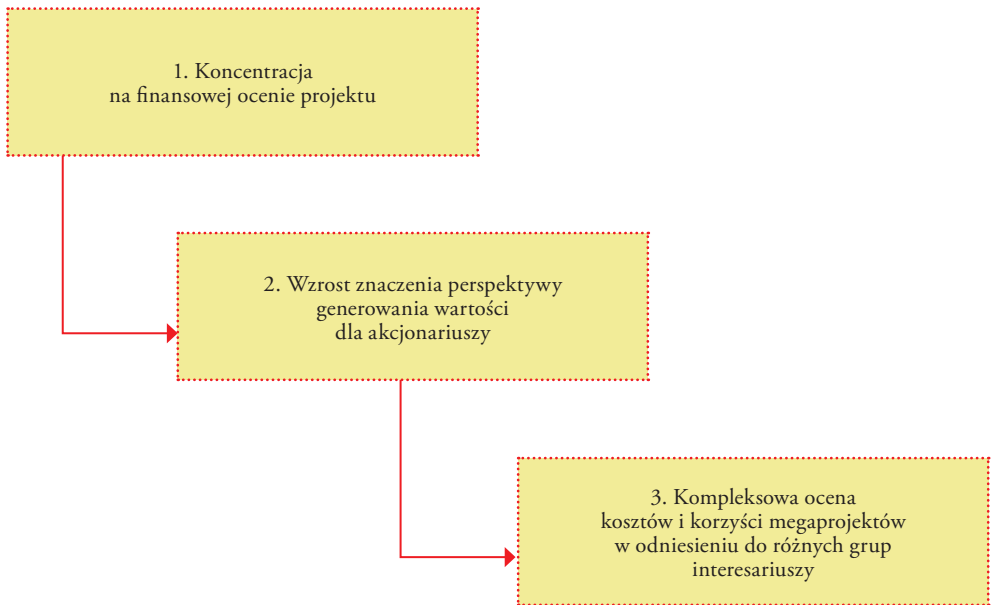 1. Koncentracja
na finansowej ocenie projektu
2. Wzrost znaczenia perspektywy
generowania wartości
dla akcjonariuszy
3. Kompleksowa ocena
kosztów i korzyści megaprojektów
w odniesieniu do różnych grup
interesariuszy